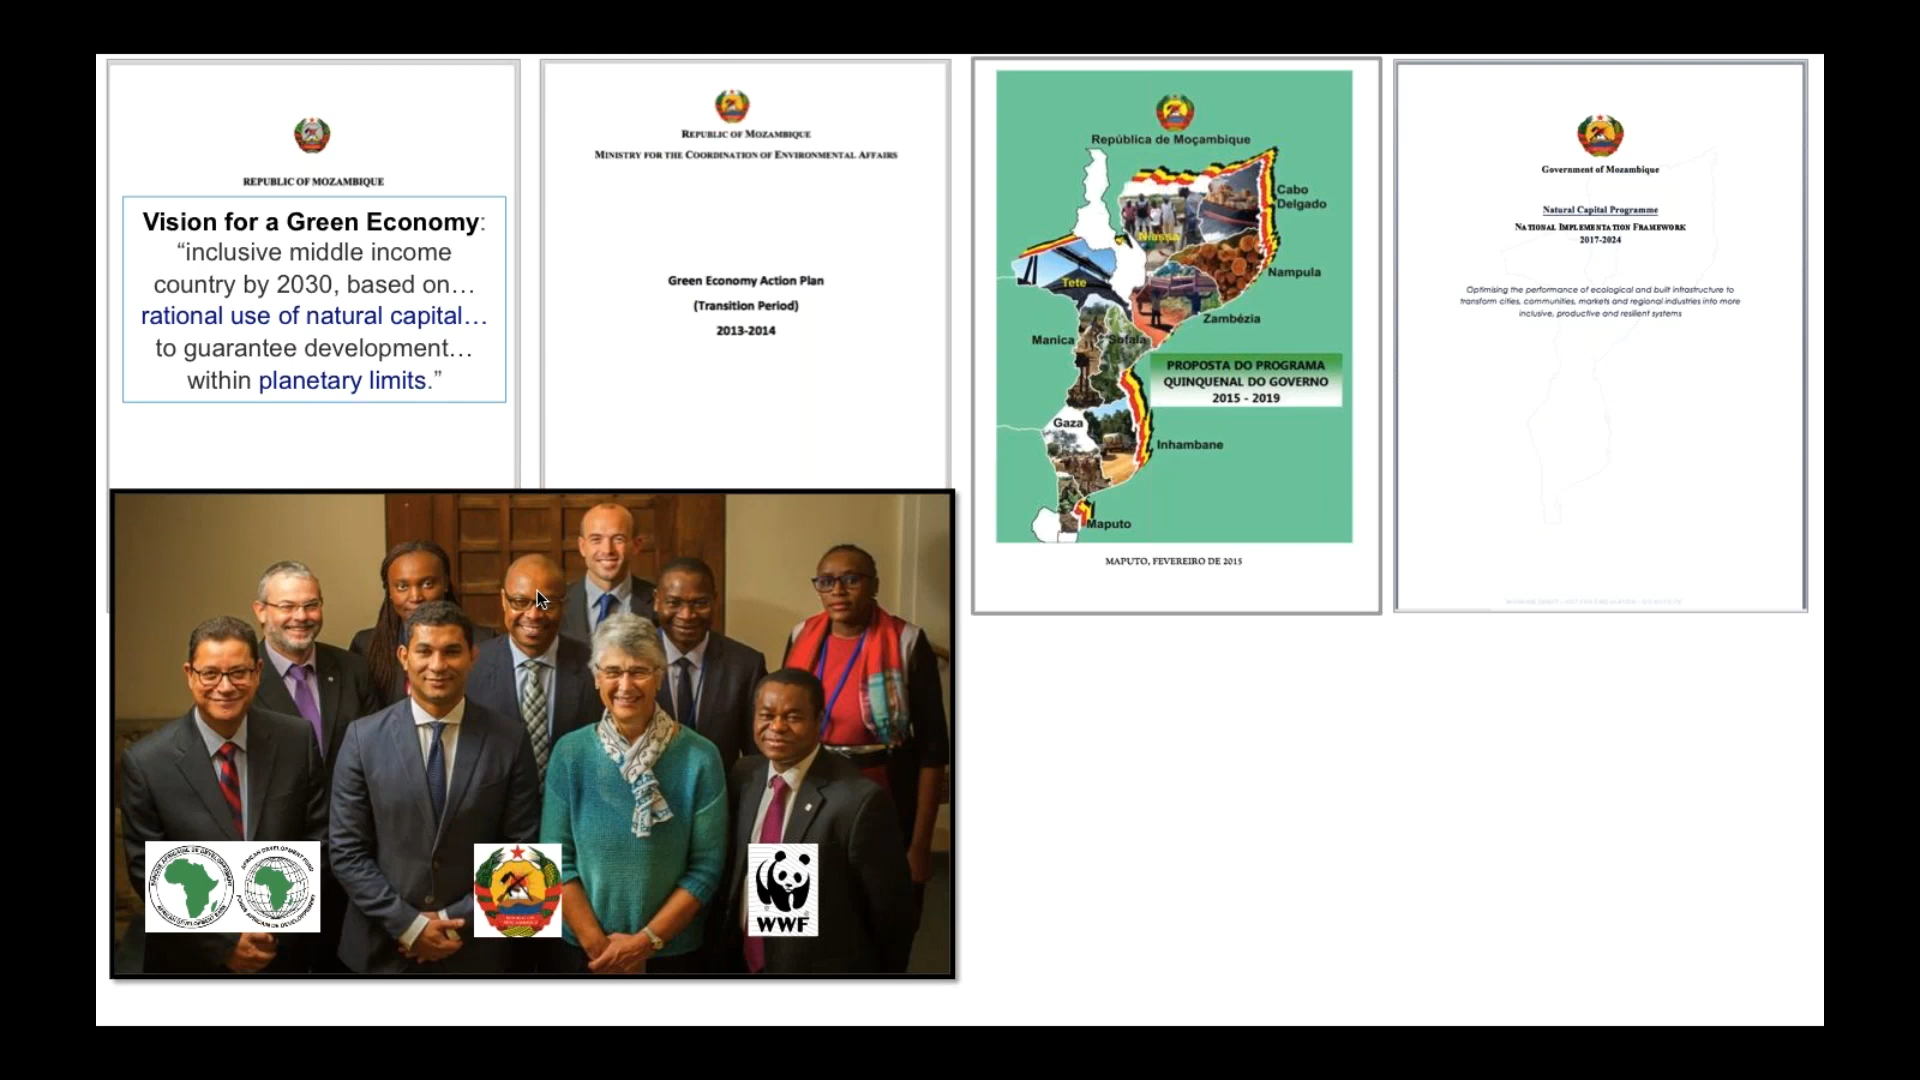 REPUBLIC OF MOZAMBIQUE
Vision for a Green Economy:
“inclusive middle income
country by 2030, based on…
rational use of natural capital…
to guarantee development…
within planetary limits.”
REPUBLIC OF MOZAMBIQUE
MINISTRY FOR THE COORDINATION OF ENVIRONMENTAL AFFAIRS
Green Economy Action Plan
(Transition Period)
2013-2014
República de Moçambique
Cabo
Delgado
Niassa
Nampula
Tete
Zambézia
Manica
Sofala
PROPOSTA DO PROGRAMA
QUINQUENAL DO GOVERNO
2015 - 2019
Gaza
Inhambane
Maputo
MAPUTO, FEVEREIRO DE 2015
Government of Mozambique
Natural Capital Programme
NATIONAL IMPLEMENTATION FRAMEWORK
2017-2024
Optimising the performance of ecological and built infrastructure to
transform cities, communities, markets and regional industries into more
inclusive, productive and resilient systems
WWF